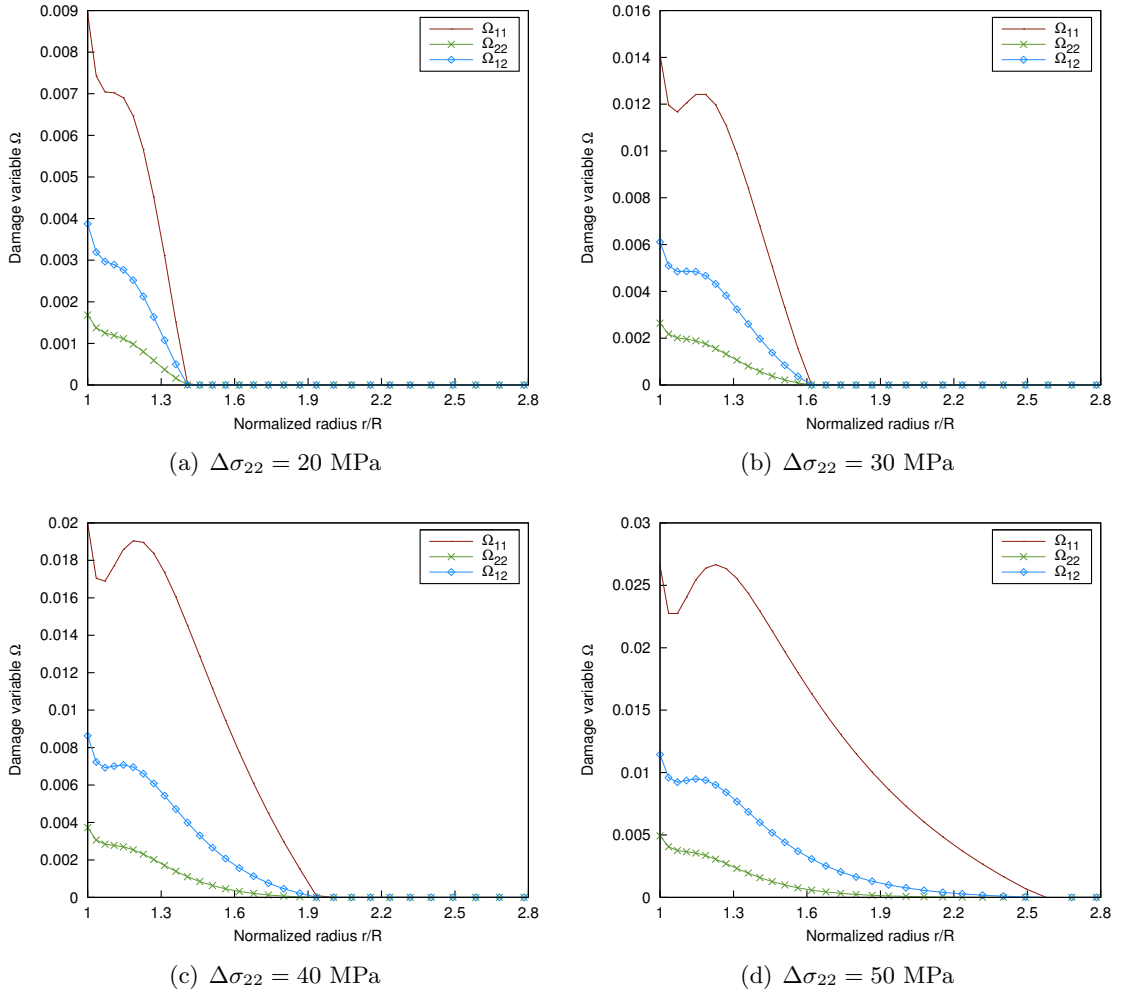 0.009
0.008
0.007
0.006
0.005
0.004
0.003
0.002
0.001
0
Damage variable Ω
1
1.3
1.6
1.9
2.2
2.5
2.8
Normalized radius r/R
Ω11
Ω22
Ω12
(a) Δσ22 = 20 MPa
0.016
0.014
0.012
0.01
0.008
0.006
0.004
0.002
0
Damage variable Ω
1
1.3
1.6
1.9
2.2
2.5
2.8
Normalized radius r/R
Ω11
Ω22
Ω12
(b) Δσ22 = 30 MPa
0.02
0.018
0.016
0.014
0.012
0.01
0.008
0.006
0.004
0.002
0
Damage variable Ω
1
1.3
1.6
1.9
2.2
2.5
2.8
Normalized radius r/R
Ω11
Ω22
Ω12
(c) Δσ22 = 40 MPa
0.03
0.025
0.02
0.015
0.01
0.005
0
Damage variable Ω
1
1.3
1.6
1.9
2.2
2.5
2.8
Normalized radius r/R
Ω11
Ω22
Ω12
(d) Δσ22 = 50 MPa